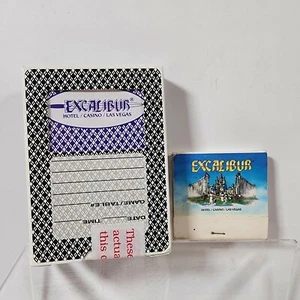 EXCALIBUR®
HOTEL / CASINO / LAS VEGAS
GAME/TABLE#
DATE:
TIME
These
actua
this c
EXCALIBUR
HOTEL / CASINO / LAS VEGAS